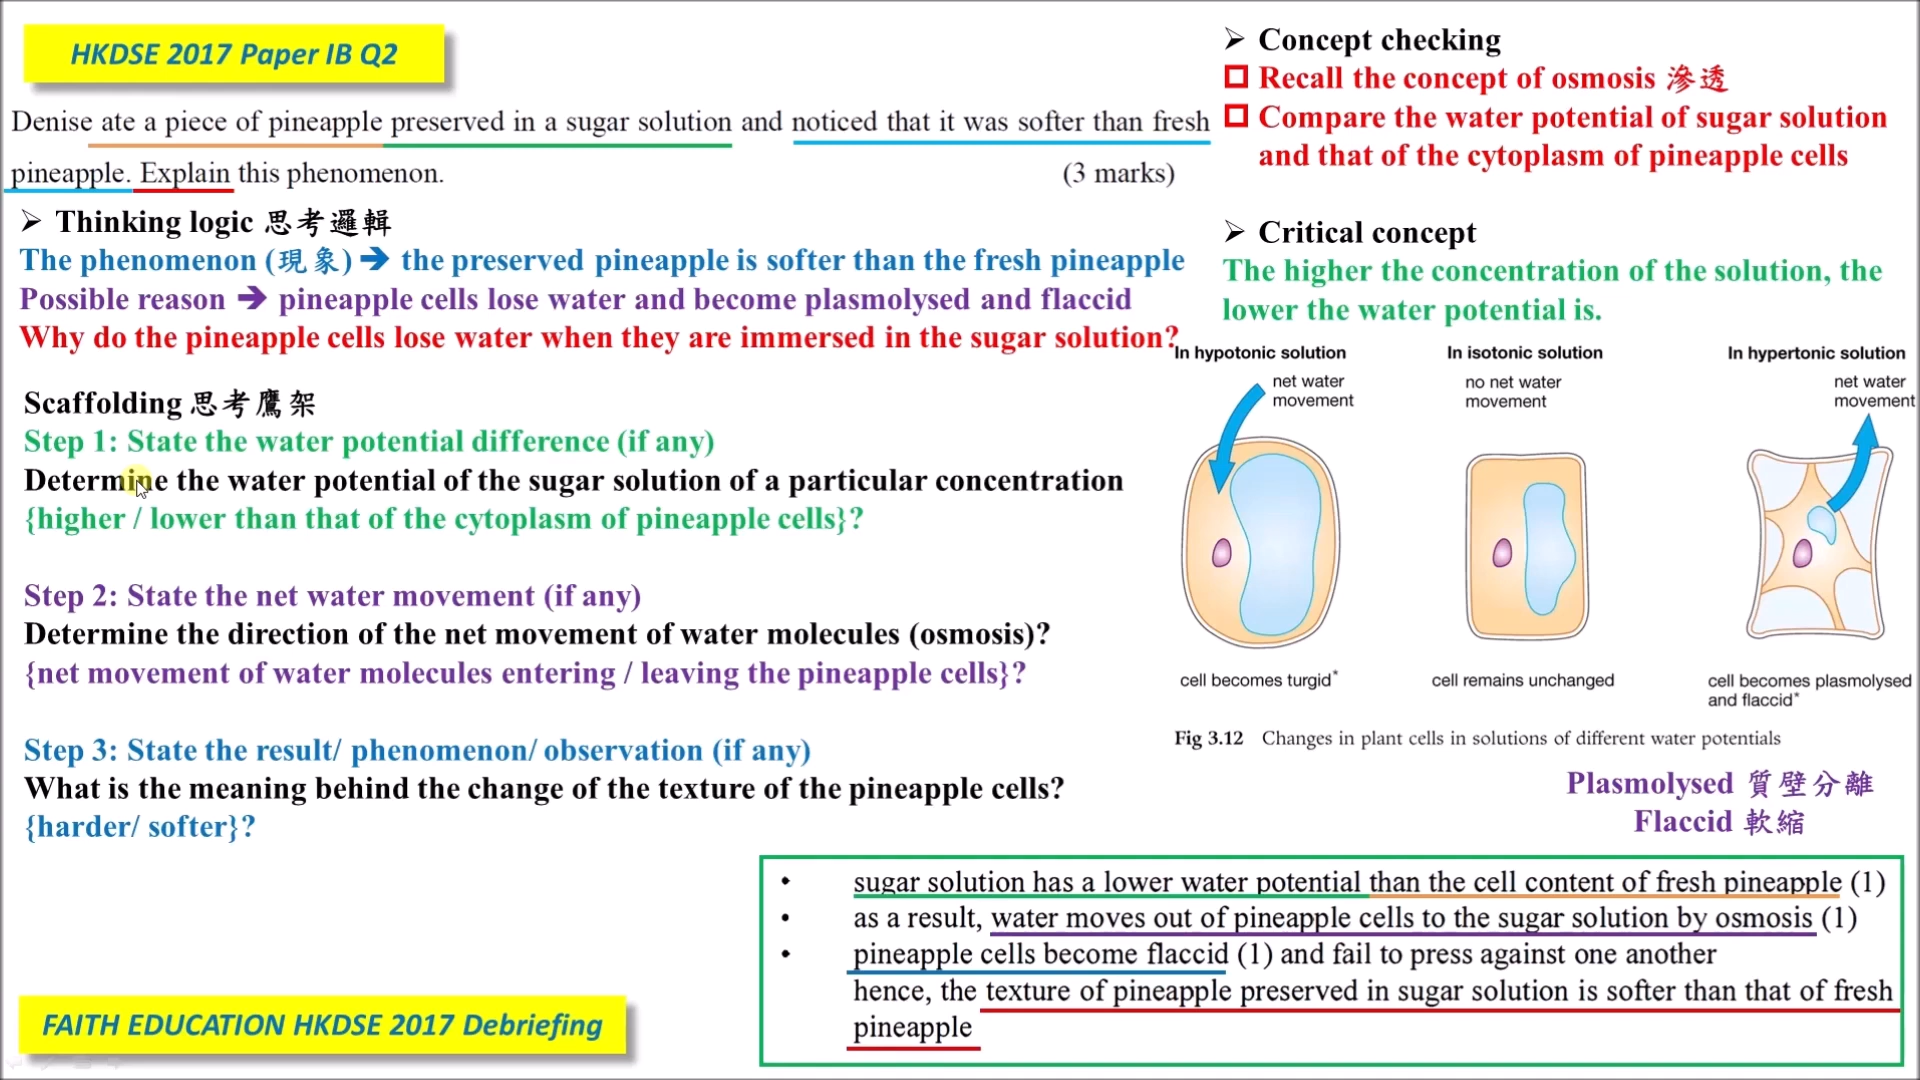 HKDSE 2017 Paper IB Q2
Denise ate a piece of pineapple preserved in a sugar solution and noticed that it was softer than fresh
pineapple. Explain this phenomenon. (3 marks)
➢ Thinking logic 思考邏輯
The phenomenon (現象) → the preserved pineapple is softer than the fresh pineapple
Possible reason → pineapple cells lose water and become plasmolysed and flaccid
Why do the pineapple cells lose water when they are immersed in the sugar solution?
Scaffolding 思考鷹架
Step 1: State the water potential difference (if any)
Determine the water potential of the sugar solution of a particular concentration
{higher / lower than that of the cytoplasm of pineapple cells}?
Step 2: State the net water movement (if any)
Determine the direction of the net movement of water molecules (osmosis)?
{net movement of water molecules entering / leaving the pineapple cells}?
Step 3: State the result/ phenomenon/ observation (if any)
What is the meaning behind the change of the texture of the pineapple cells?
{harder/ softer}?
FAITH EDUCATION HKDSE 2017 Debriefing
➢ Concept checking
Recall the concept of osmosis 滲透
Compare the water potential of sugar solution
and that of the cytoplasm of pineapple cells
➢ Critical concept
The higher the concentration of the solution, the
lower the water potential is.
In hypotonic solution
net water
movement
cell becomes turgid*
In isotonic solution
no net water
movement
cell remains unchanged
In hypertonic solution
net water
movement
cell becomes plasmolysed
and flaccid*
Fig 3.12 Changes in plant cells in solutions of different water potentials
Plasmolysed 質壁分離
Flaccid 軟縮
• sugar solution has a lower water potential than the cell content of fresh pineapple (1)
• as a result, water moves out of pineapple cells to the sugar solution by osmosis (1)
• pineapple cells become flaccid (1) and fail to press against one another
hence, the texture of pineapple preserved in sugar solution is softer than that of fresh
pineapple